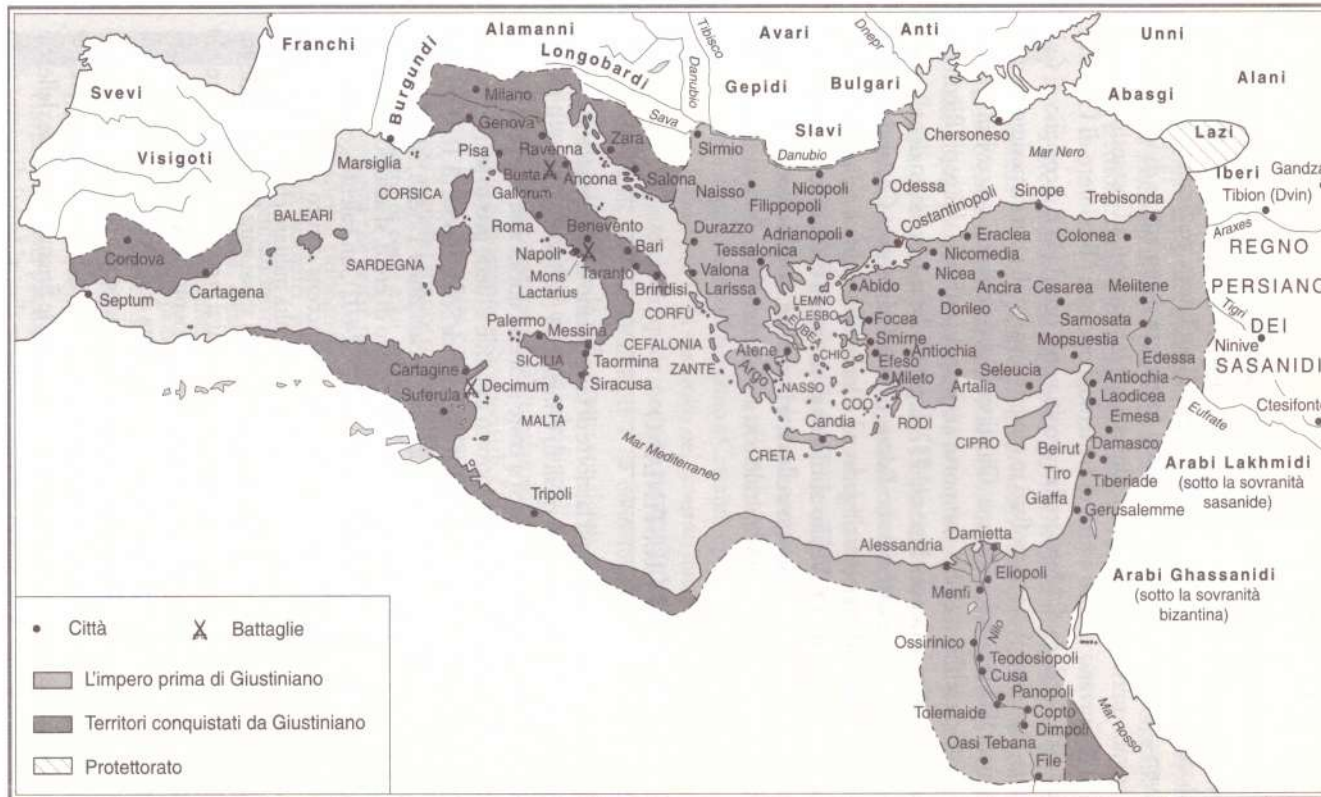 Franchi
Alamanni
Tibisco
Avari
Dnepr
Anti
Unni
Burgundi
Longobardi
Danubio
Gepidi
Bulgari
Alani
Svevi
Abasgi
Milano
Sava
Slavi
Chersoneso
Lazi
Visigoti
Genova
Zara
Sirmio
Danubio
Mar Nero
Marsiglia
Pisa
Ravenna
Iberi
Gandza
Busta
Gallorum
Ancona
Salona
Naisso
Nicopoli
Odessa
Sinope
Trebisonda
Tibion (Dvin)
CORSICA
Filippopoli
Costantinopoli
BALEARI
Roma
Benevento
Durazzo
Adrianopoli
Eraclea
Colonea
Araxes
REGNO
Cordova
Napoli
Bari
Tessalonica
Nicomedia
SARDEGNA
Mons
Lactarius
Taranto
Valona
Nicea
Septum
Cartagena
Brindisi
Larissa
LEMNO
Abido
Ancira
Cesarea
Melitene
PERSIANO
LESBO
Dorileo
CORFÙ
Tigri
Palermo
Messina
EUBEA
Focea
Samosata
DEI
CEFALONIA
Smirne
Mopsuestia
Ninive
SICILIA
Taormina
Atene
CHIO
Antiochia
Edessa
SASANIDI
Cartagine
ZANTE
Argo
Efeso
Seleucia
Decimum
Siracusa
NASSO
Mileto
Artalia
Antiochia
Suferula
COO
Laodicea
Ctesifonte
MALTA
Candia
RODI
Emesa
Eufrate
Mar Mediterraneo
CRETA
CIPRO
Beirut
Damasco
Arabi Lakhmidi
(sotto la sovranità
sasanide)
Tiro
Tiberiade
Tripoli
Giaffa
Gerusalemme
Damietta
Alessandria
Eliopoli
Arabi Ghassanidi
(sotto la sovranità
bizantina)
Menfi
Nilo
Ossirinico
Teodosiopoli
Cusa
Panopoli
Tolemaide
Copto
Dimpoli
Mar Rosso
Oasi Tebana
File
Città
Battaglie
L'impero prima di Giustiniano
Territori conquistati da Giustiniano
Protettorato